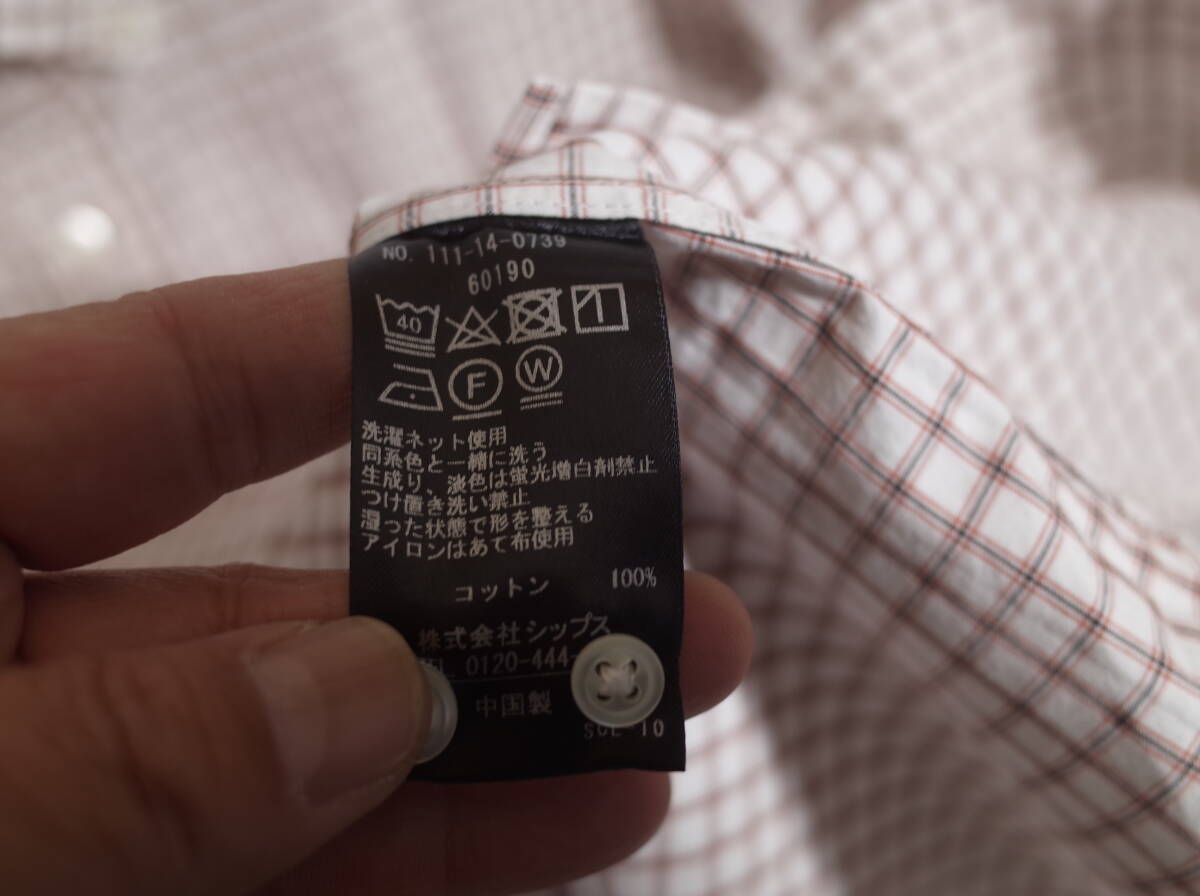 NO. 111-14-0739
60190
40
F W
洗濯ネット使用
同系色と一緒に洗う
生成り、淡色は蛍光増白剤禁止
つけ置き洗い禁止
湿った状態で形を整える
アイロンはあて布使用
コットン 100%
株式会社シップス
0120-444-
中国製
10